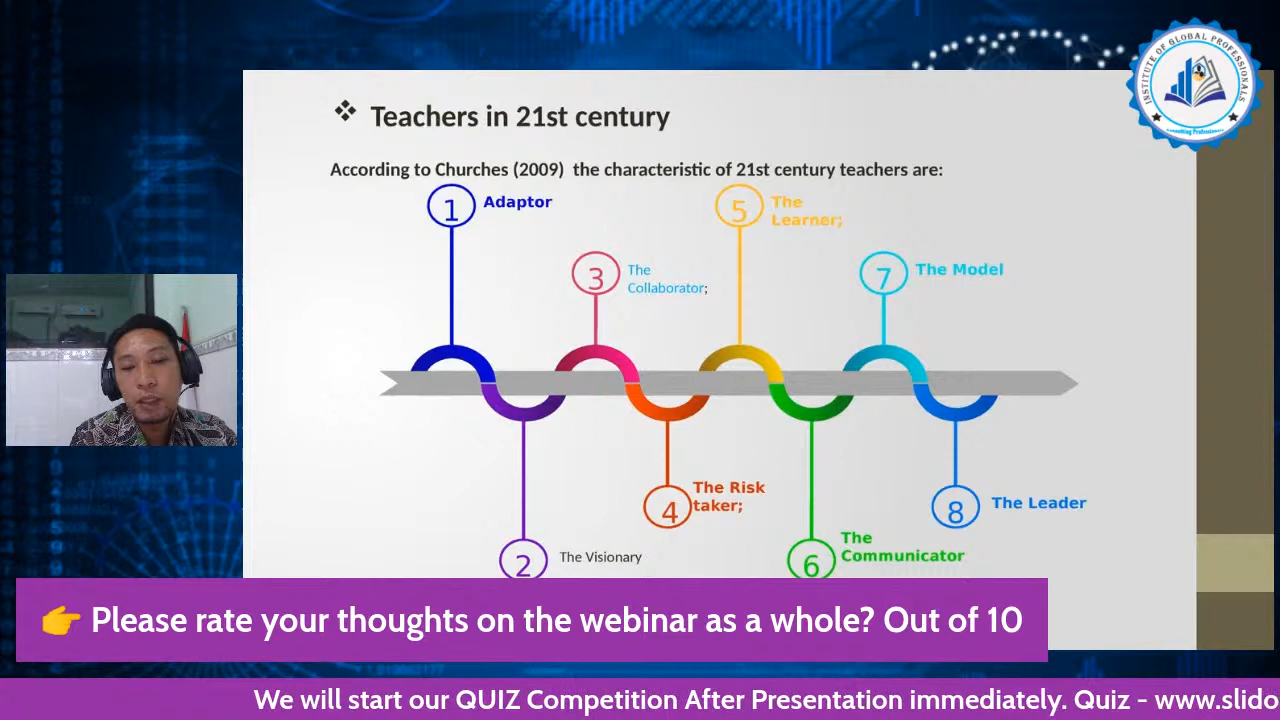 INSTITUTE OF GLOBAL PROFESSIONALS
Consulting Professionals
Teachers in 21st century
According to Churches (2009) the characteristic of 21st century teachers are:
1 Adaptor
5 The
Learner;
3 The
Collaborator;
7 The Model
4 The Risk
taker;
8 The Leader
2 The Visionary
6 The
Communicator
👉 Please rate your thoughts on the webinar as a whole? Out of 10
We will start our QUIZ Competition After Presentation immediately. Quiz - www.slido